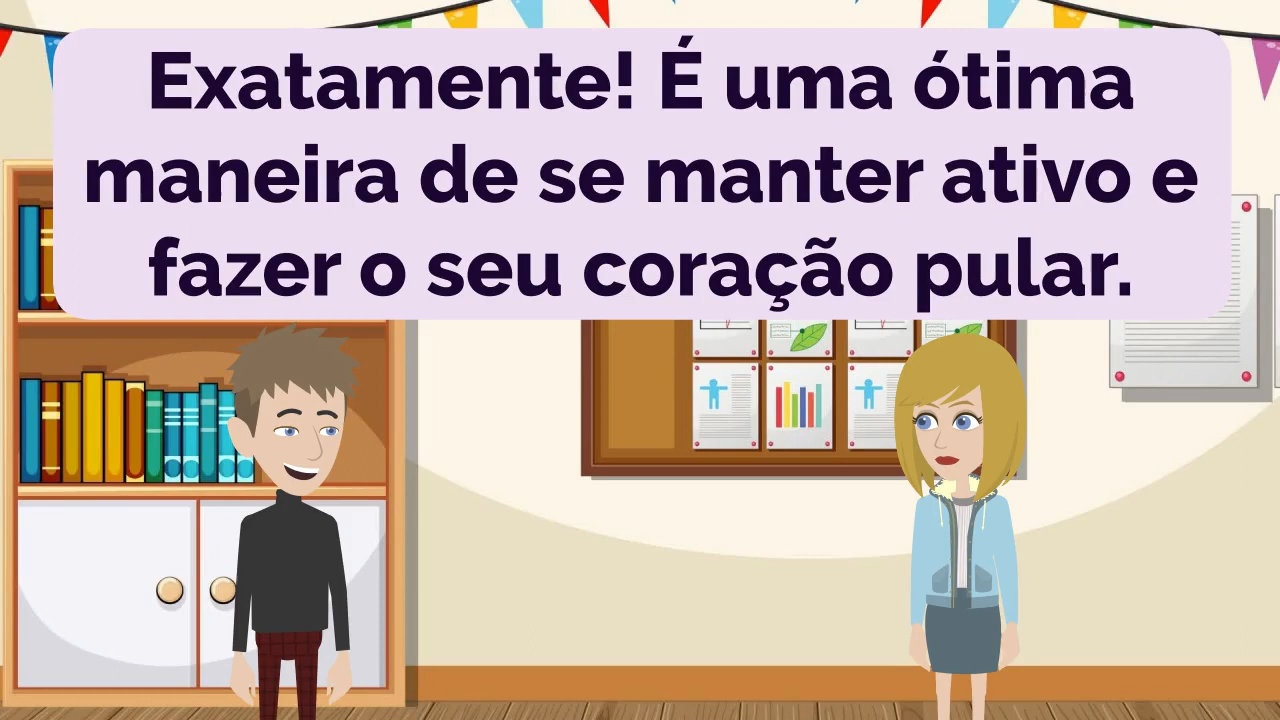 Exatamente! É uma ótima
maneira de se manter ativo e
fazer o seu coração pular.